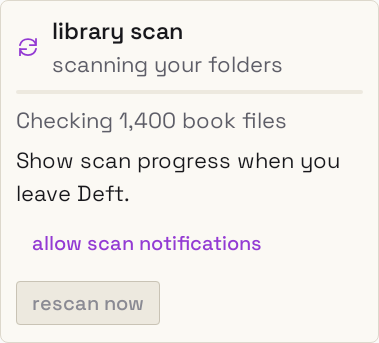 library scan
scanning your folders
Checking 1,400 book files
Show scan progress when you
leave Deft.
allow scan notifications
rescan now